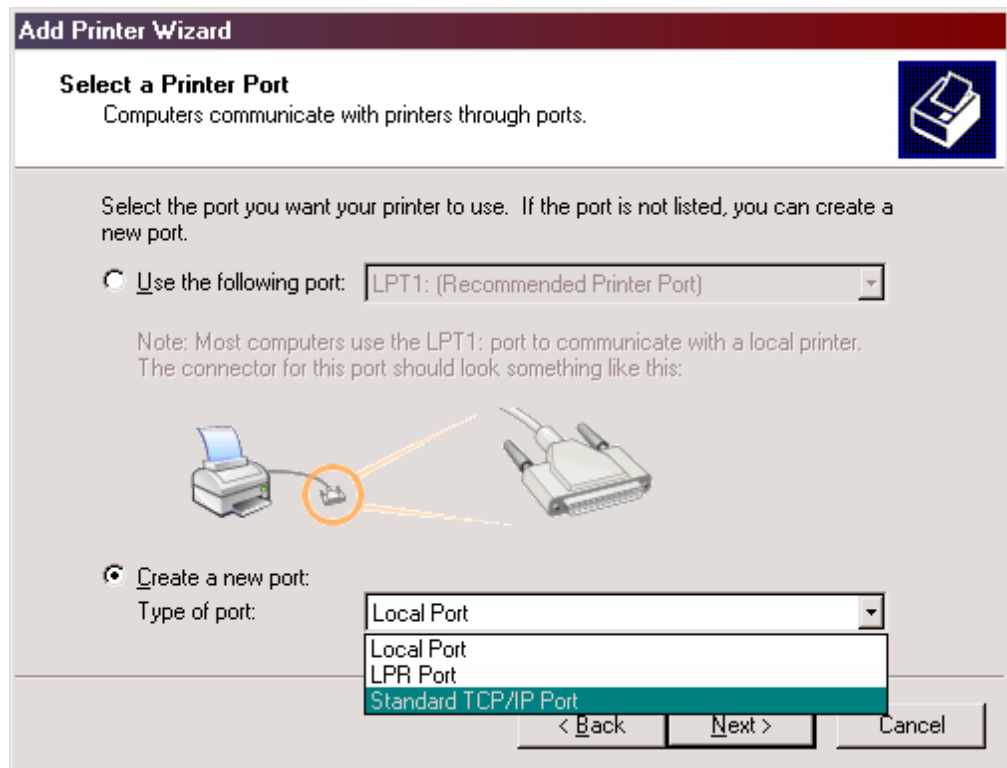 Add Printer Wizard
Select a Printer Port
Computers communicate with printers through ports.
Select the port you want your printer to use. If the port is not listed, you can create a
new port.
Use the following port: LPT1: (Recommended Printer Port)
Note: Most computers use the LPT1: port to communicate with a local printer.
The connector for this port should look something like this:
Create a new port:
Type of port: Local Port
Local Port
LPR Port
Standard TCP/IP Port
< Back Next > Cancel